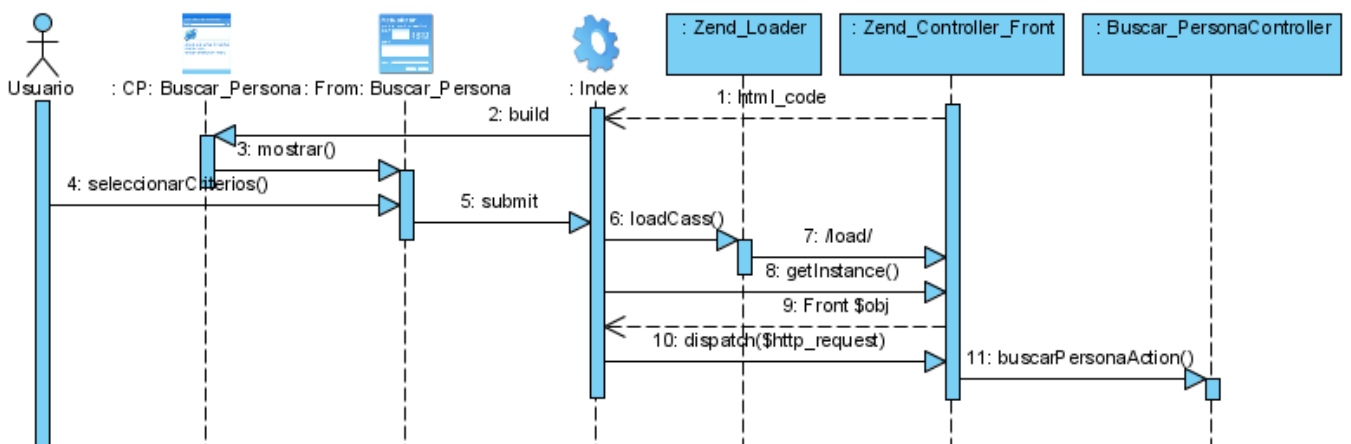 : Zend_Loader
: Zend_Controller_Front
: Buscar_PersonaController
Usuario
: CP: Buscar_Persona
: From: Buscar_Persona
: Index
1: html_code
2: build
3: mostrar()
4: seleccionarCriterios()
5: submit
6: loadCass()
7: /load/
8: getInstance()
9: Front $obj
10: dispatch($http_request)
11: buscarPersonaAction()